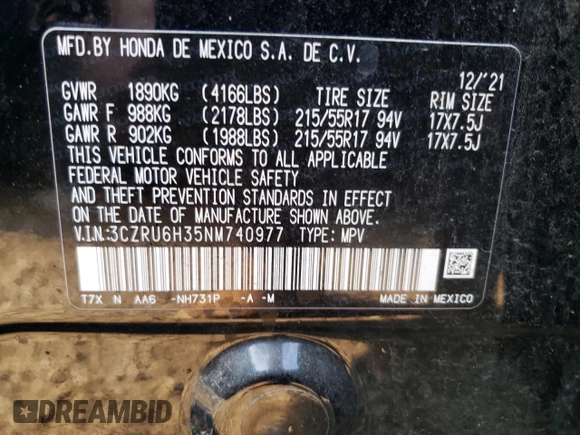 MFD.BY HONDA DE MEXICO S.A. DE C.V.
12/'21
GVWR 1890KG (4166LBS) TIRE SIZE RIM SIZE
GAWR F 988KG (2178LBS) 215/55R17 94V 17X7.5J
GAWR R 902KG (1988LBS) 215/55R17 94V 17X7.5J
THIS VEHICLE CONFORMS TO ALL APPLICABLE
FEDERAL MOTOR VEHICLE SAFETY
AND THEFT PREVENTION STANDARDS IN EFFECT
ON THE DATE OF MANUFACTURE SHOWN ABOVE.
V.I.N.:3CZRU6H35NM740977 TYPE: MPV
T7X N AA6 -NH731P -A -M MADE IN MEXICO
DREAMBID